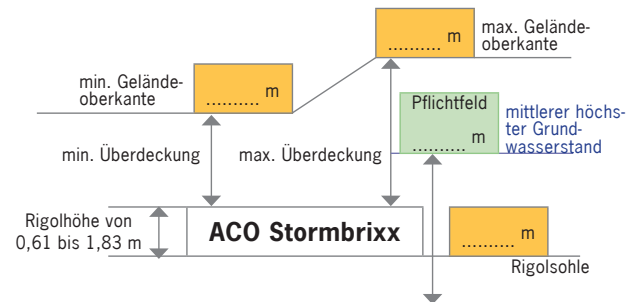 .......... m
max. Gelände-
oberkante
min. Gelände-
oberkante
.......... m
Pflichtfeld
.......... m
mittlerer höchs-
ter Grund-
wasserstand
min. Überdeckung
max. Überdeckung
Rigolhöhe von
0,61 bis 1,83 m
ACO Stormbrixx
.......... m
Rigolsohle